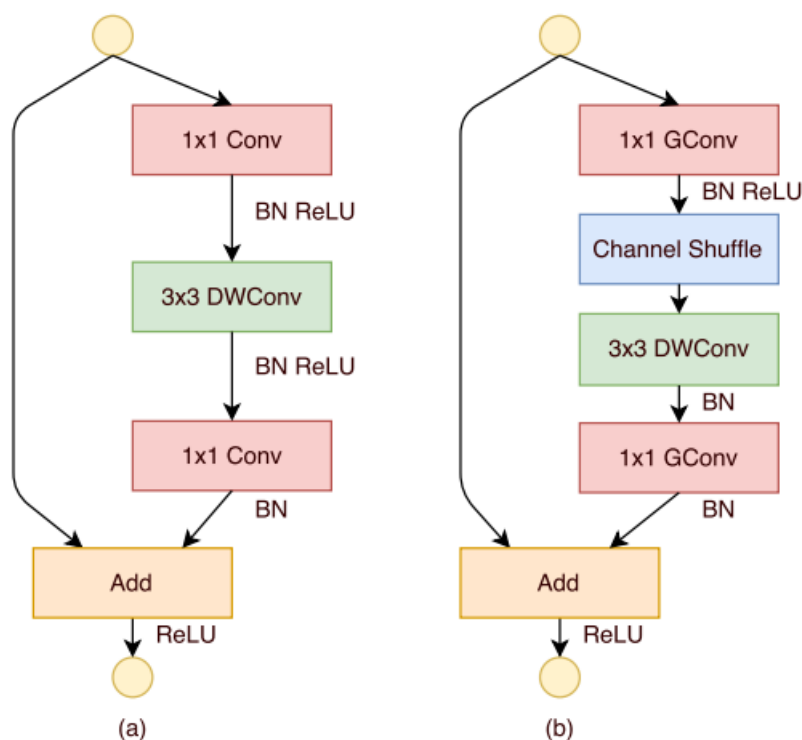 1x1 Conv
BN ReLU
3x3 DWConv
BN ReLU
1x1 Conv
BN
Add
ReLU
(a)
1x1 GConv
BN ReLU
Channel Shuffle
3x3 DWConv
BN
1x1 GConv
BN
Add
ReLU
(b)